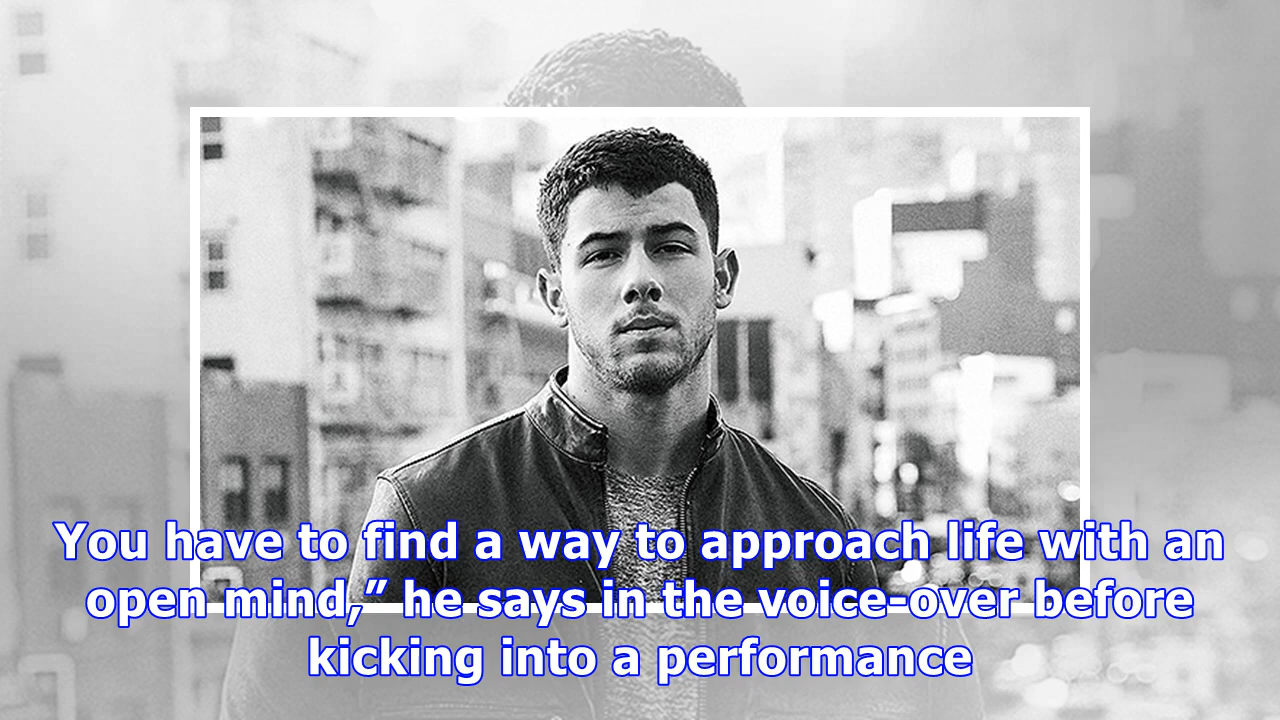 You have to find a way to approach life with an
open mind,” he says in the voice-over before
kicking into a performance